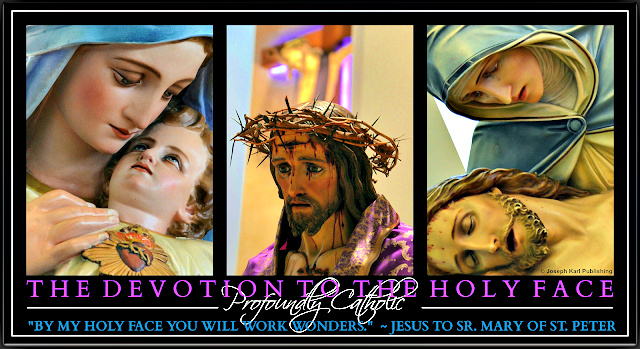 © Joseph Karl Publishing
THE DEVOTION TO THE HOLY FACE
Profoundly Catholic
"BY MY HOLY FACE YOU WILL WORK WONDERS." ~ JESUS TO SR. MARY OF ST. PETER